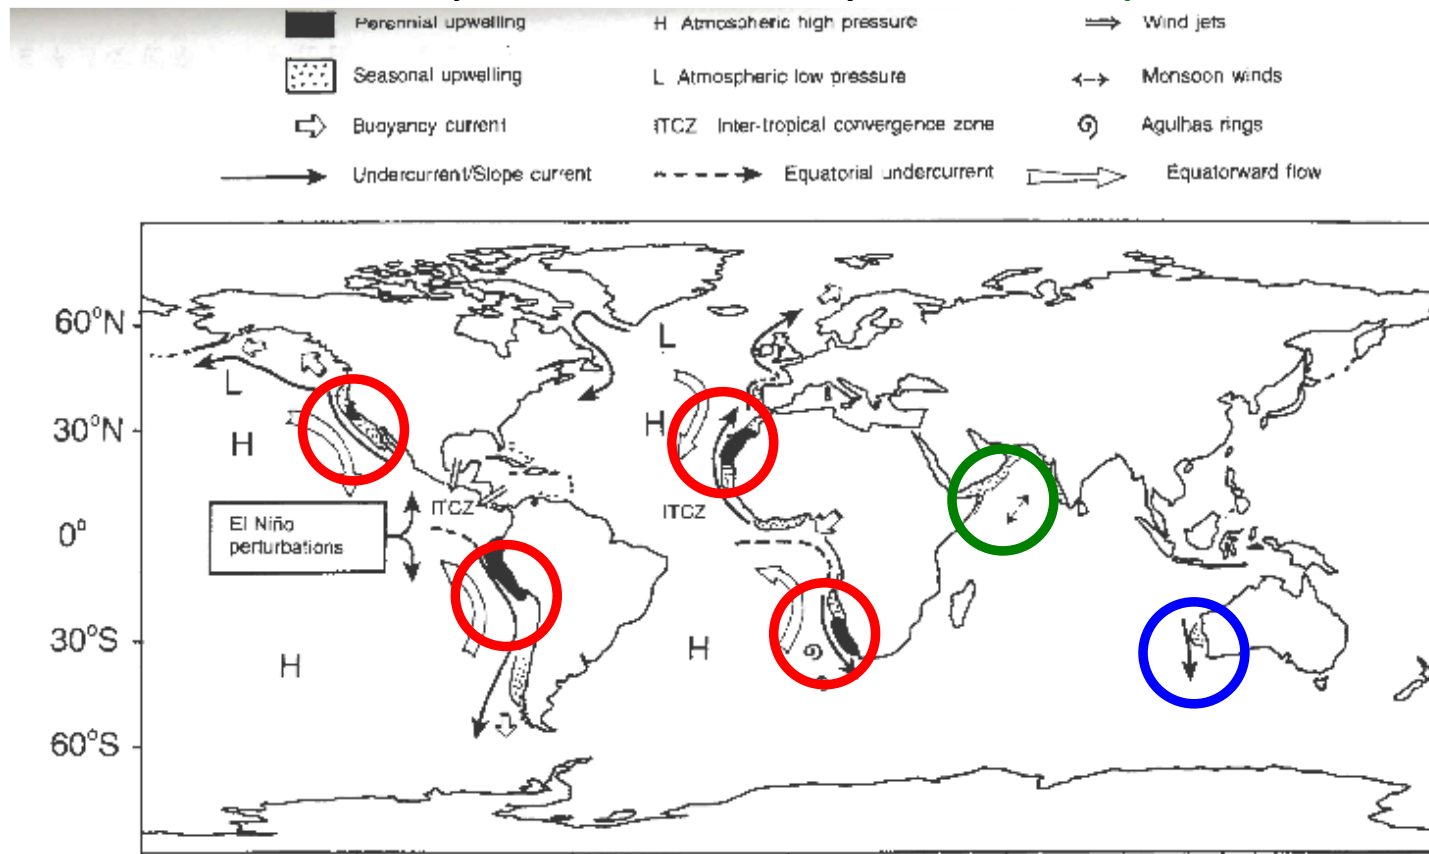 Perennial upwelling
H Atmospheric high pressure
Wind jets
Seasonal upwelling
L Atmospheric low pressure
Monsoon winds
Buoyancy current
ITCZ Inter-tropical convergence zone
Agulhas rings
Undercurrent/Slope current
Equatorial undercurrent
Equatorward flow
60°N
L
L
30°N
H
H
ITCZ
ITCZ
0°
El Niño
perturbations
30°S
H
H
60°S